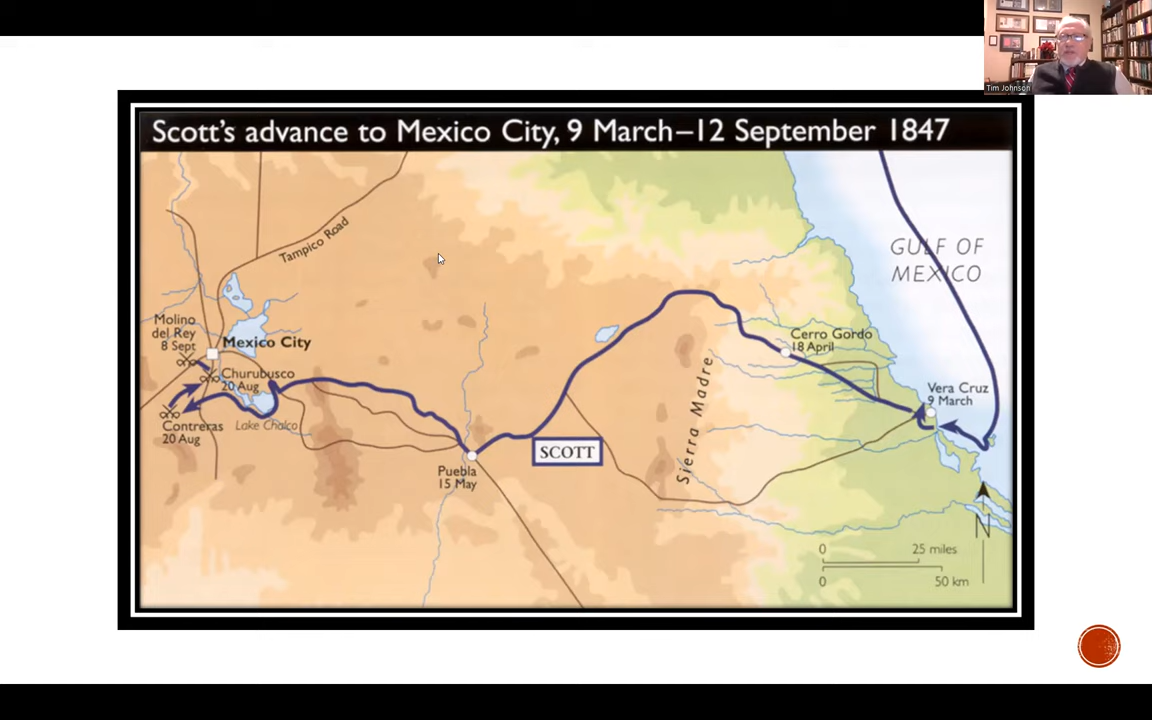 Tim Johnson
Scott's advance to Mexico City, 9 March–12 September 1847
Tampico Road
GULF OF
MEXICO
Molino
del Rey
8 Sept
Mexico City
Cerro Gordo
18 April
Churubusco
20 Aug
Sierra Madre
Vera Cruz
9 March
Contreras
20 Aug
Lake Chalco
SCOTT
Puebla
15 May
N
0 25 miles
0 50 km